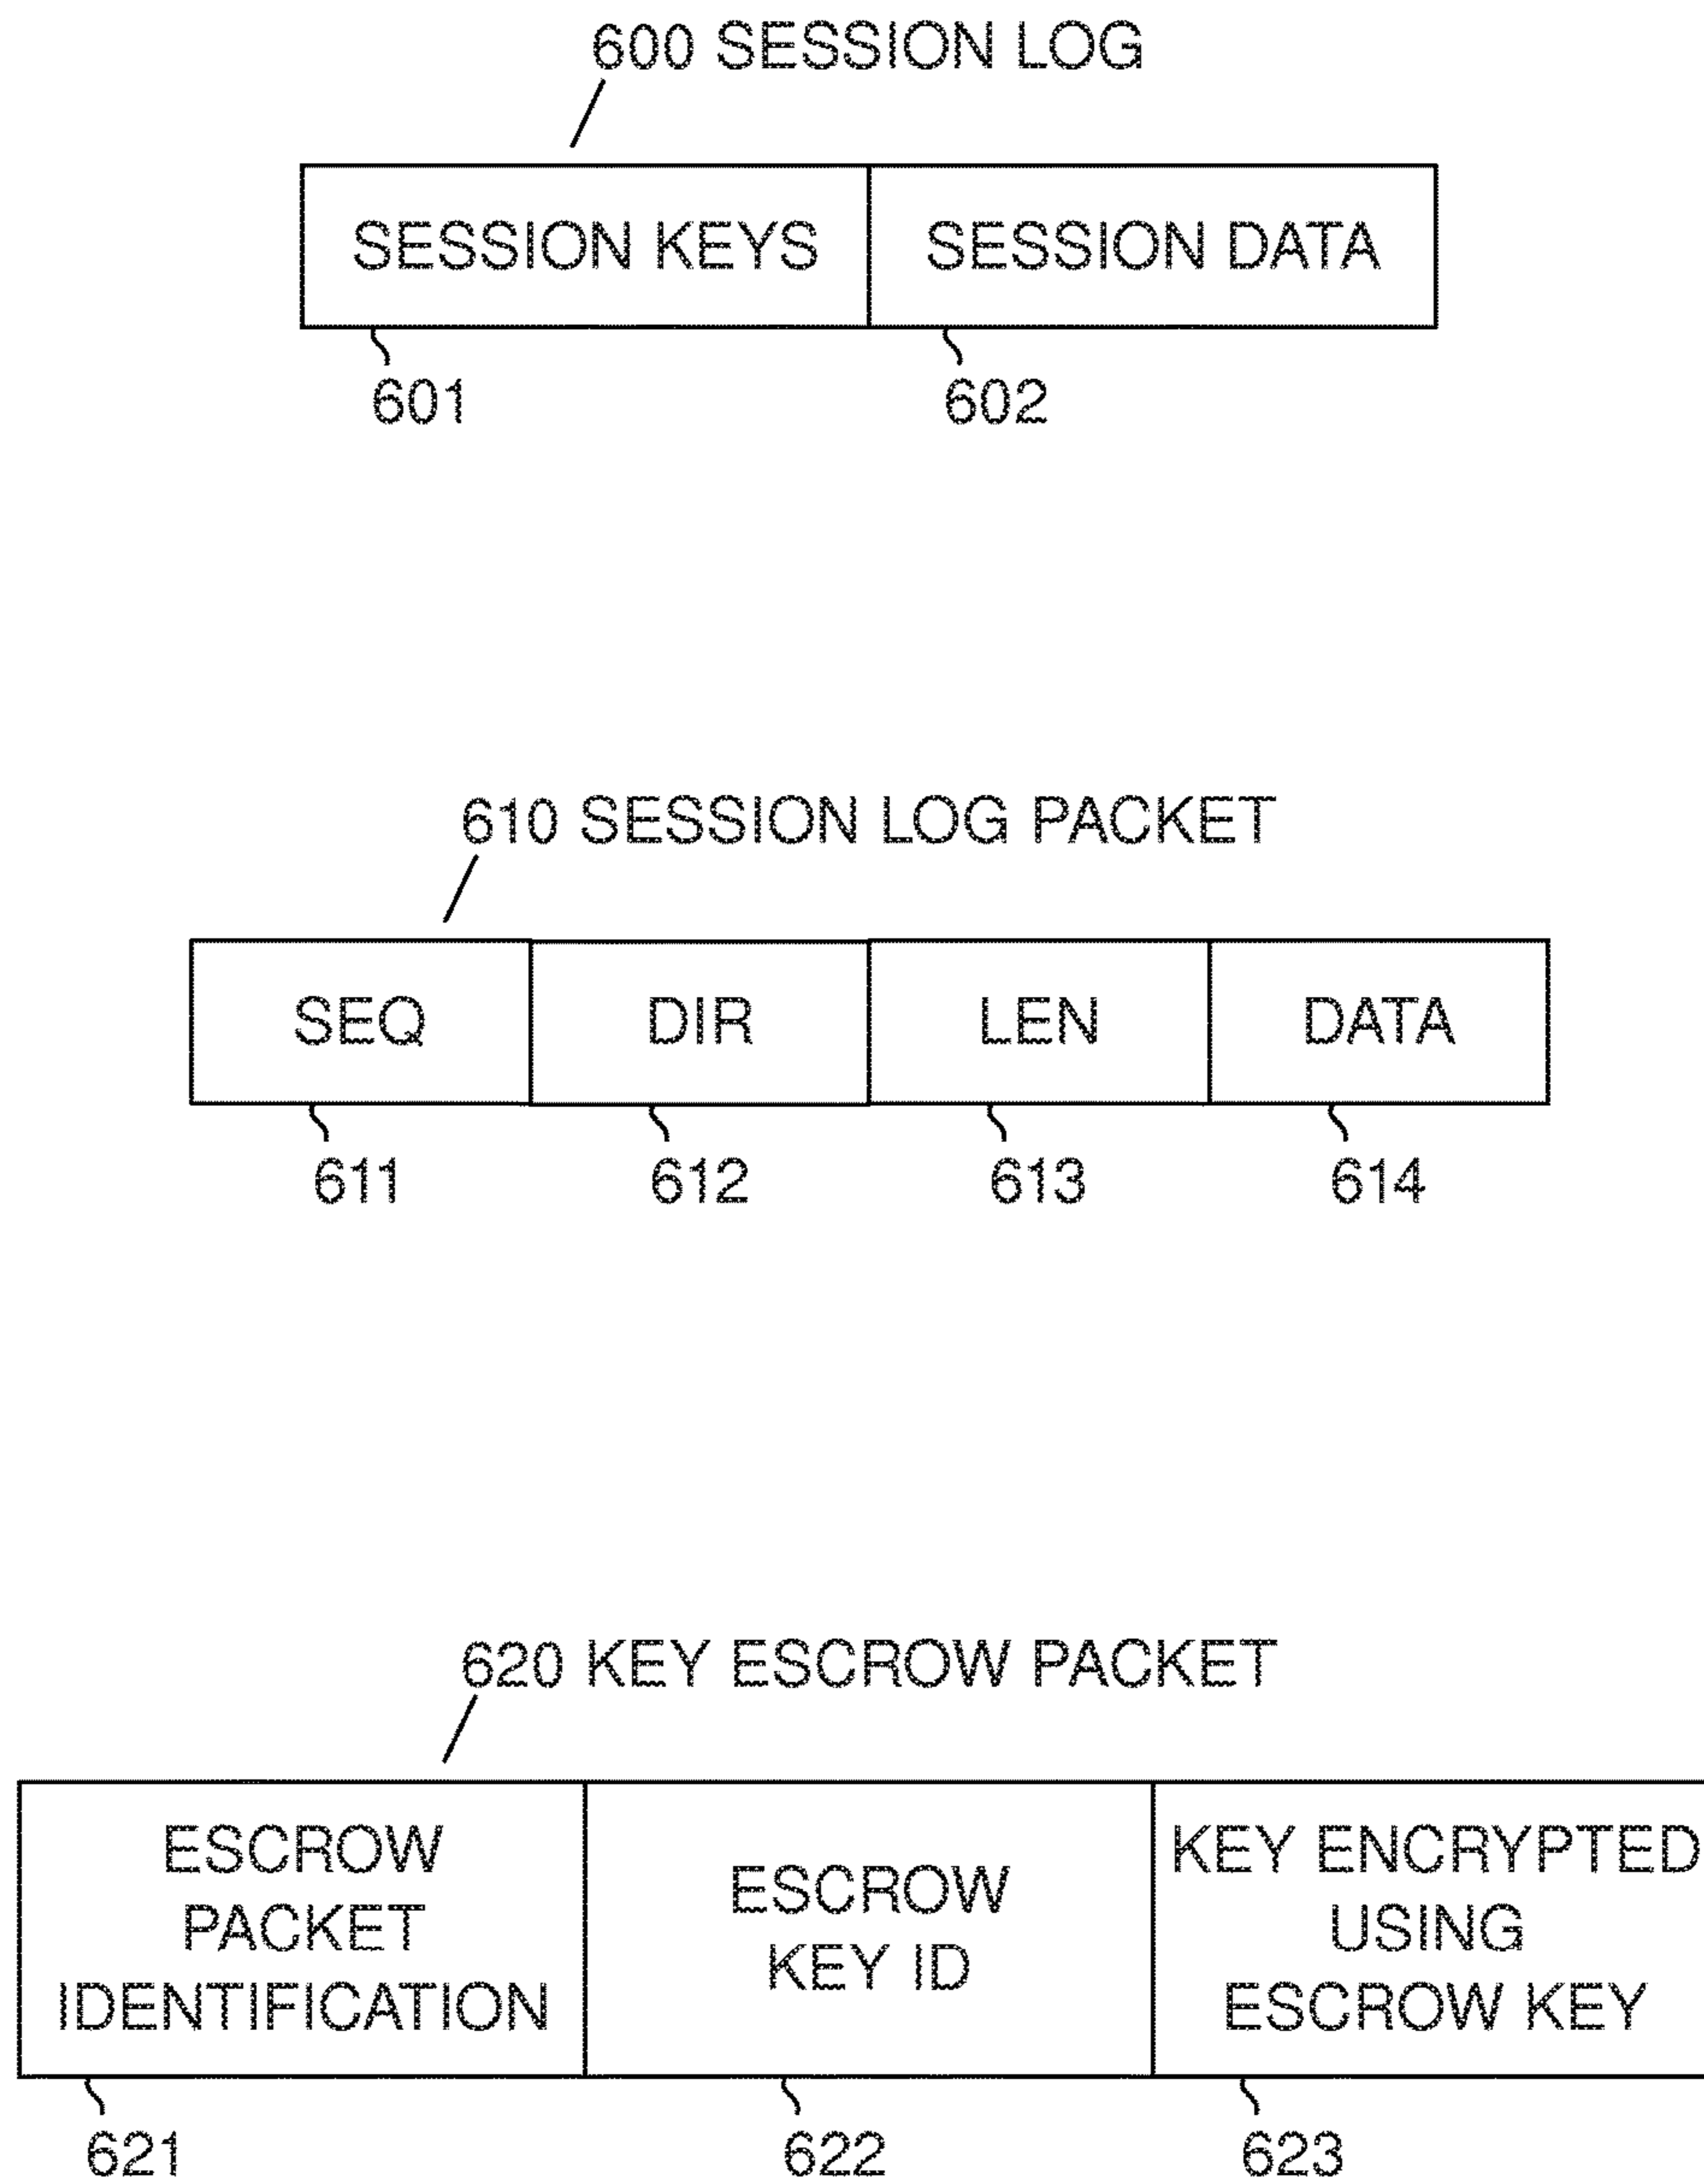 600 SESSION LOG
SESSION KEYS SESSION DATA
601 602
610 SESSION LOG PACKET
SEQ DIR LEN DATA
611 612 613 614
620 KEY ESCROW PACKET
ESCROW
PACKET
IDENTIFICATION
ESCROW
KEY ID
KEY ENCRYPTED
USING
ESCROW KEY
621 622 623